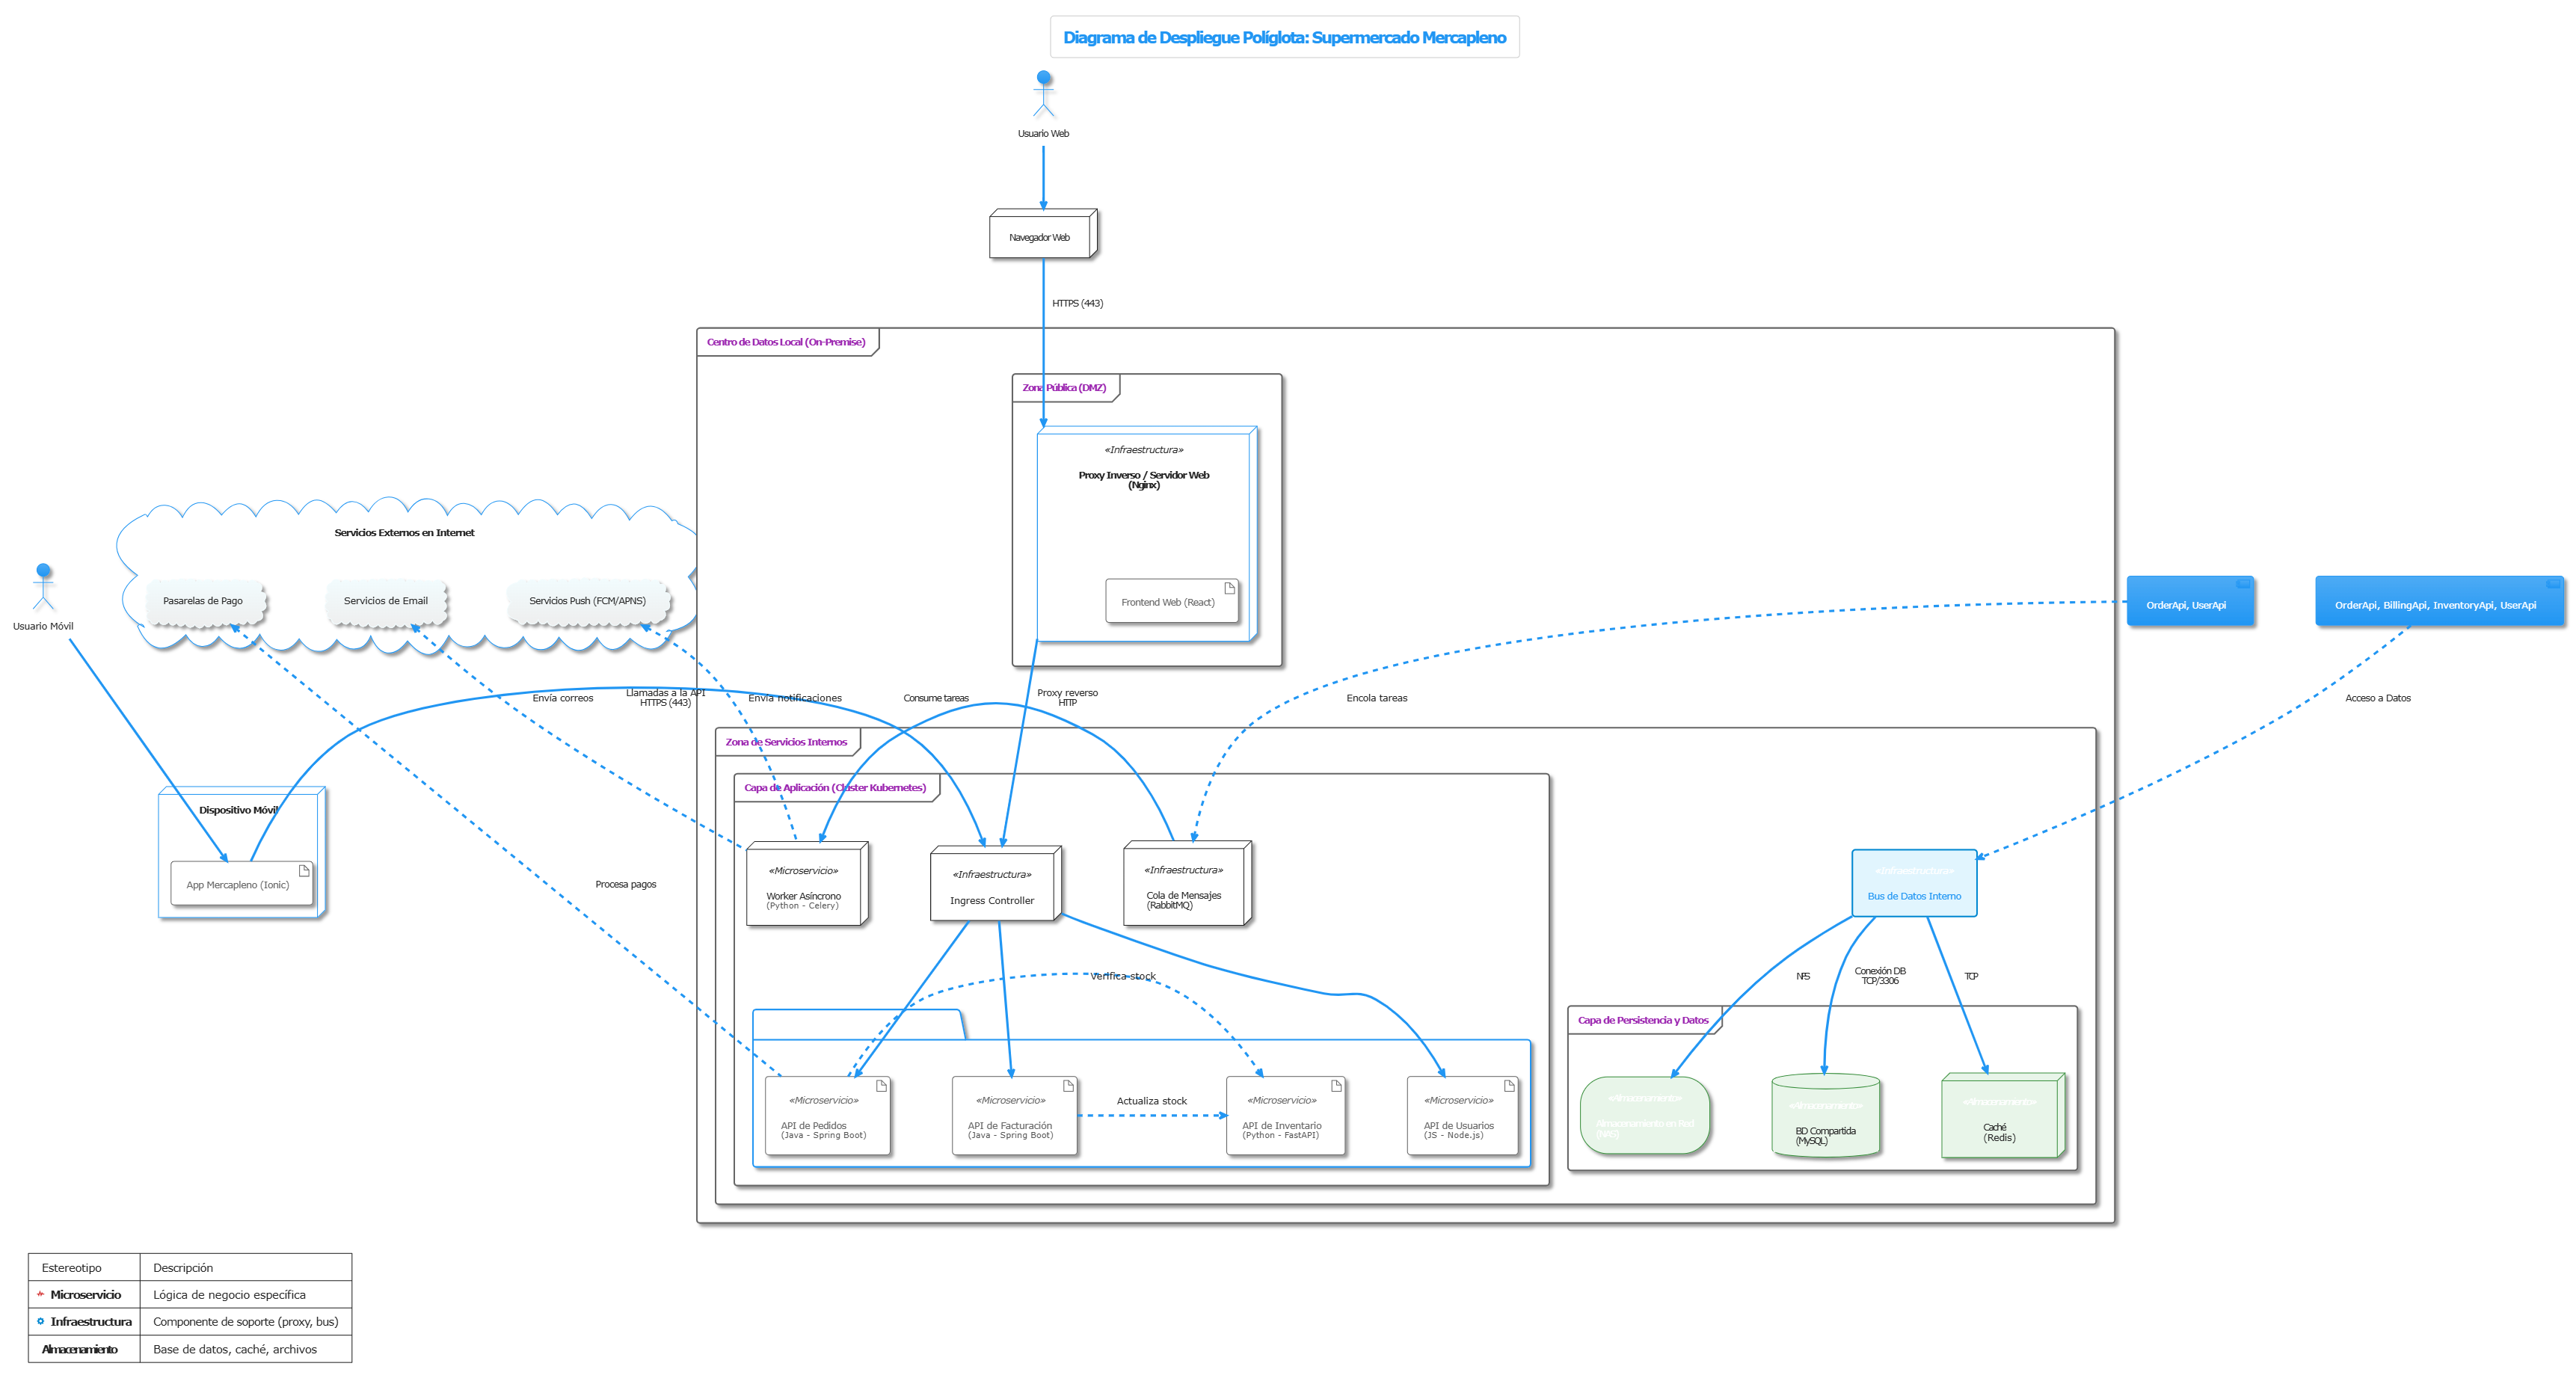 Diagrama de Despliegue Políglota: Supermercado Mercapleno
Usuario Web
Navegador Web
HTTPS (443)
Centro de Datos Local (On-Premise)
Zona Pública (DMZ)
«Infraestructura»
Proxy Inverso / Servidor Web
(Nginx)
Frontend Web (React)
Servicios Externos en Internet
Pasarelas de Pago
Servicios de Email
Servicios Push (FCM/APNS)
Usuario Móvil
OrderApi, UserApi
OrderApi, BillingApi, InventoryApi, UserApi
Envía correos
Llamadas a la API
HTTPS (443)
Envía notificaciones
Consume tareas
Proxy reverso
HTTP
Encola tareas
Acceso a Datos
Zona de Servicios Internos
Capa de Aplicación (Cluster Kubernetes)
Dispositivo Móvil
App Mercapleno (Ionic)
Procesa pagos
«Microservicio»
Worker Asíncrono
(Python - Celery)
«Infraestructura»
Ingress Controller
«Infraestructura»
Cola de Mensajes
(RabbitMQ)
«Infraestructura»
Bus de Datos Interno
Verifica stock
NFS
Conexión DB
TCP/3306
TCP
Capa de Persistencia y Datos
«Microservicio»
API de Pedidos
(Java - Spring Boot)
«Microservicio»
API de Facturación
(Java - Spring Boot)
Actualiza stock
«Microservicio»
API de Inventario
(Python - FastAPI)
«Microservicio»
API de Usuarios
(JS - Node.js)
«Almacenamiento»
Almacenamiento en Red
(NFS)
«Almacenamiento»
BD Compartida
(MySQL)
«Almacenamiento»
Caché
(Redis)
Estereotipo
Descripción
Microservicio
Lógica de negocio específica
Infraestructura
Componente de soporte (proxy, bus)
Almacenamiento
Base de datos, caché, archivos